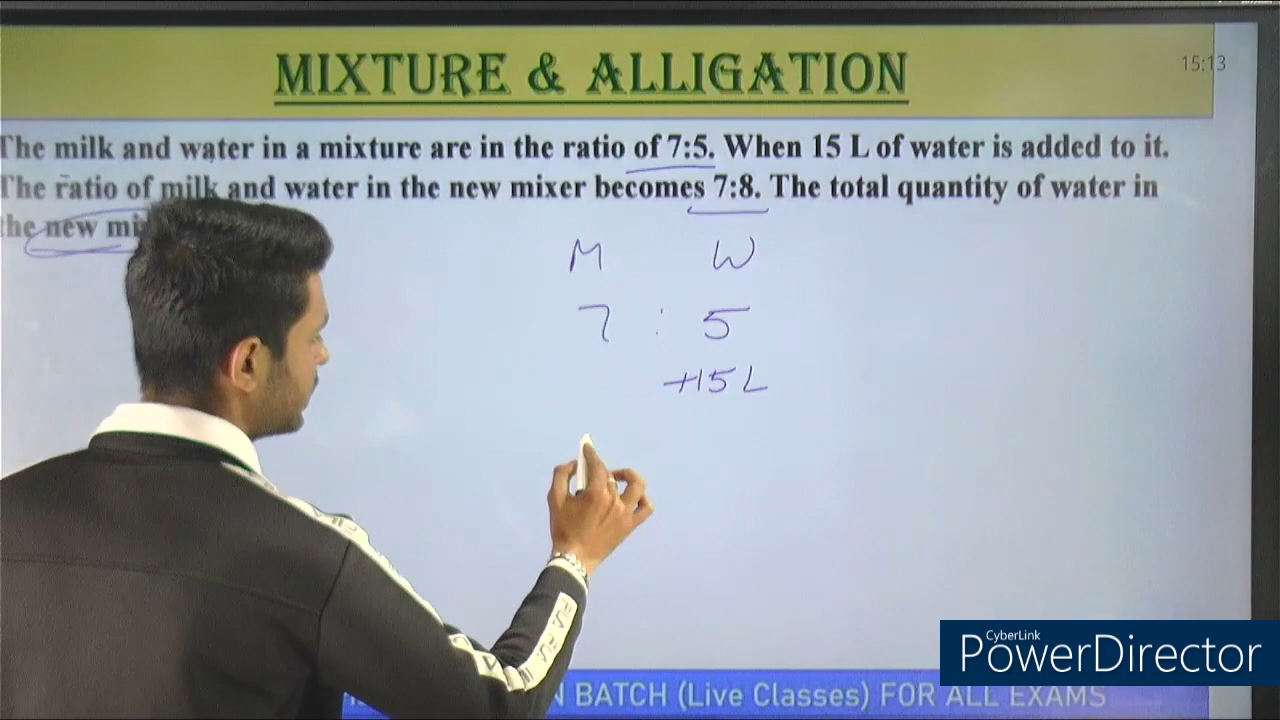 MIXTURE & ALLIGATION
15:13
The milk and water in a mixture are in the ratio of 7:5. When 15 L of water is added to it.
The ratio of milk and water in the new mixer becomes 7:8. The total quantity of water in
the new mi
M W
7 : 5
+15 L
CyberLink
PowerDirector
N BATCH (Live Classes) FOR ALL EXAMS